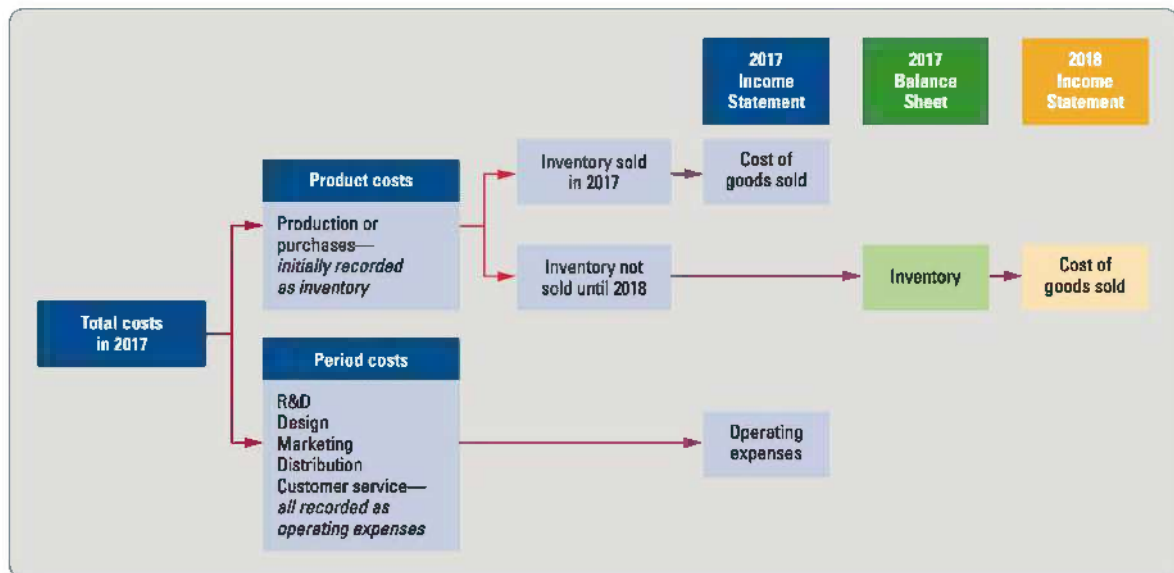 2017
Income
Statement
2017
Balance
Sheet
2018
Income
Statement
Product costs
Production or
purchases—
initially recorded
as inventory
Inventory sold
in 2017
Cost of
goods sold
Inventory not
sold until 2018
Inventory
Cost of
goods sold
Total costs
in 2017
Period costs
R&D
Design
Marketing
Distribution
Customer service—
all recorded as
operating expenses
Operating
expenses